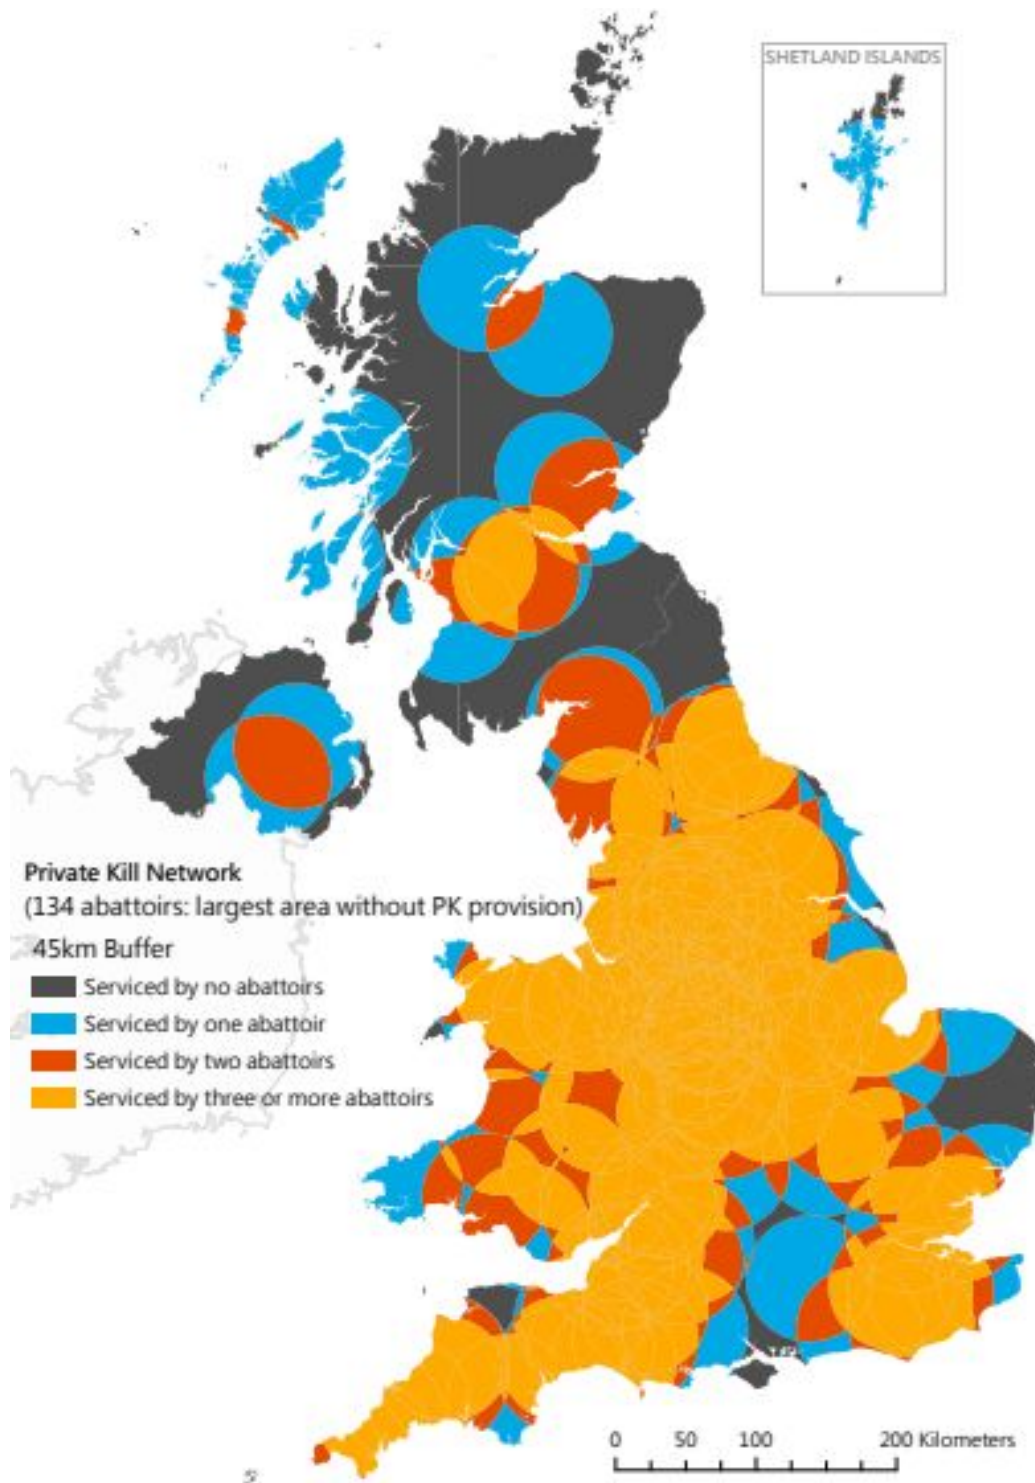 SHETLAND ISLANDS
Private Kill Network
(134 abattoirs: largest area without PK provision)
45km Buffer
Serviced by no abattoirs
Serviced by one abattoir
Serviced by two abattoirs
Serviced by three or more abattoirs
0 50 100 200 Kilometers